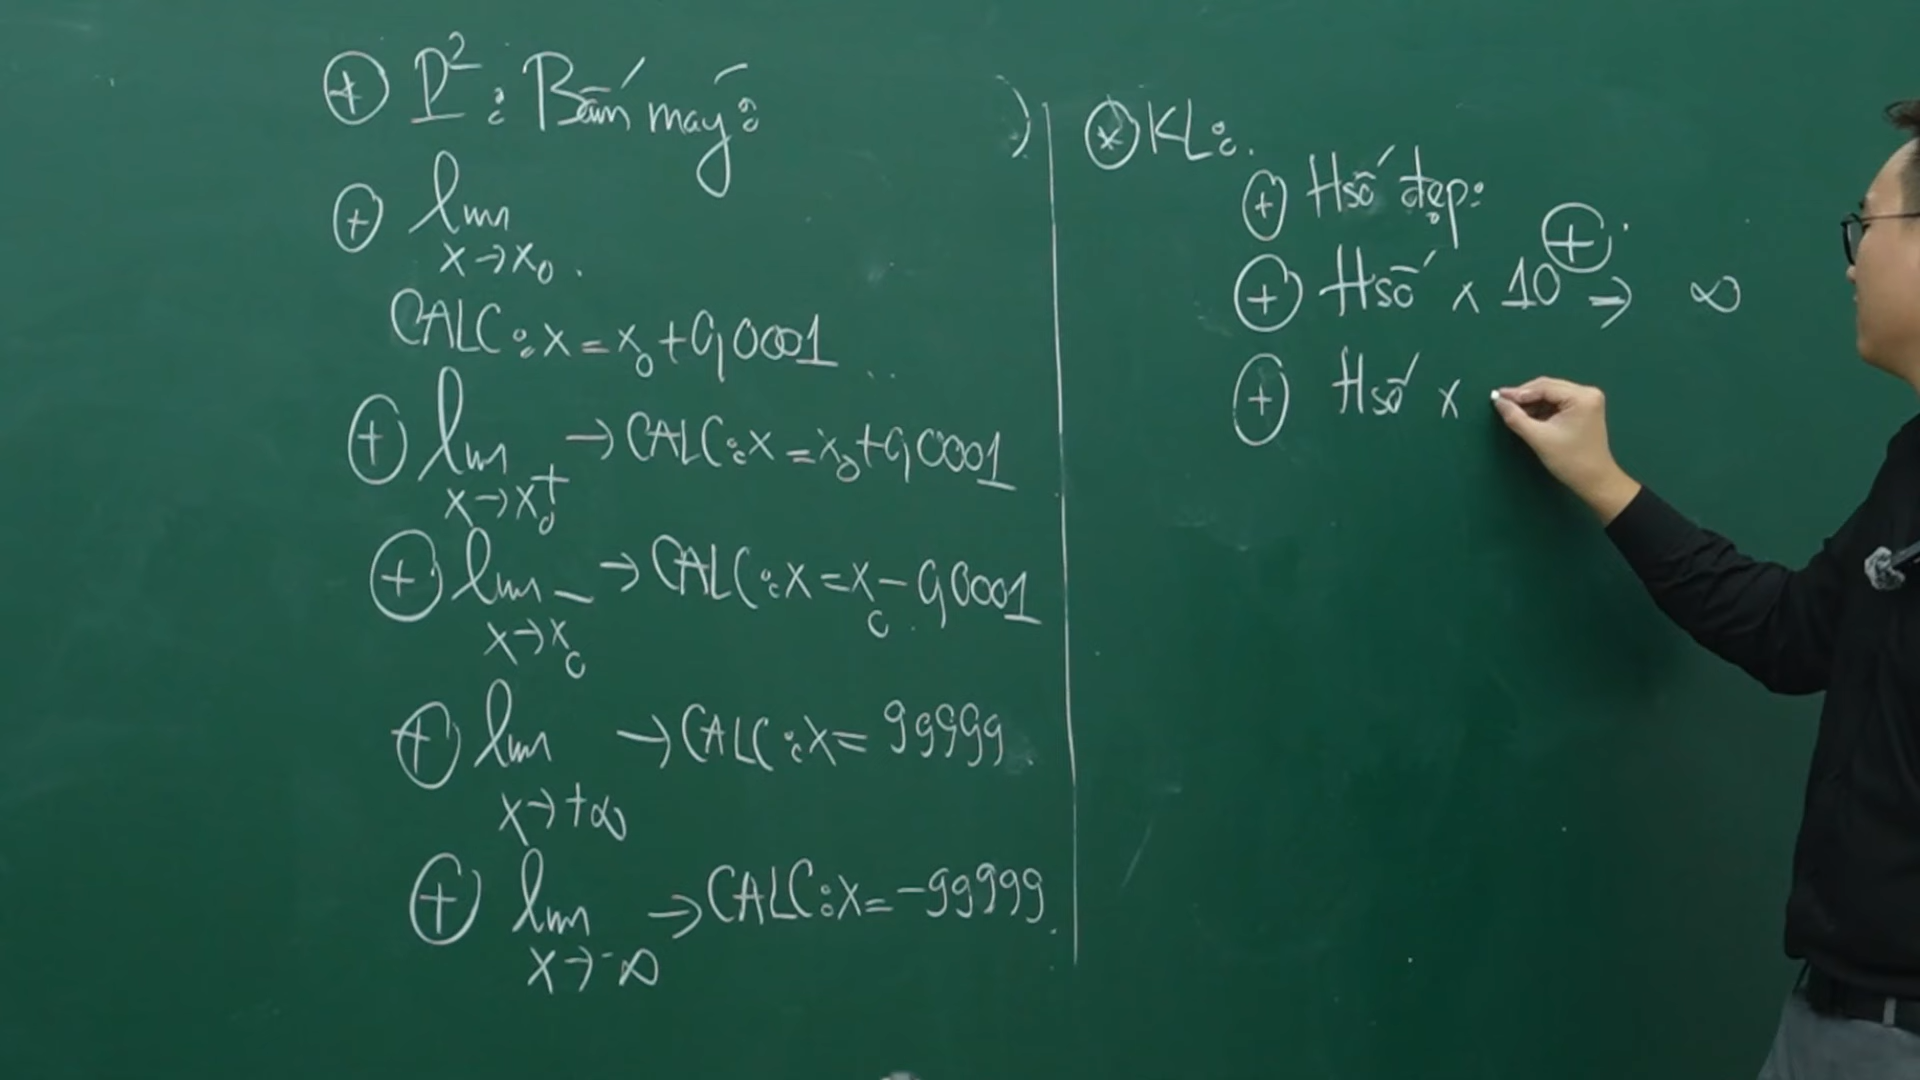 ⊕ P²: Bấm máy:
⊕ lim
x→x₀.
CALC: x = x₀ + 0,0001
⊕ lim → CALC: x = x₀ + 0,0001
x→x₀⁺
⊕ lim → CALC: x = x₀ − 0,0001
x→x₀⁻
⊕ lim → CALC: x = 99999
x→+∞
⊕ lim → CALC: x = −99999.
x→-∞
)
⊛ KL:.
⊕ Hsố đẹp:
⊕ Hsố × 10^⊕ → ∞
⊕ Hsố ×